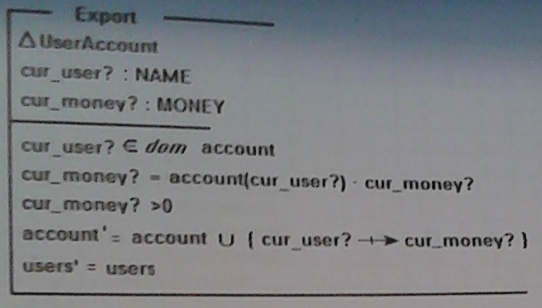 Export
Δ UserAccount
cur_user? : NAME
cur_money? : MONEY
cur_user? ∈ dom account
cur_money? = account(cur_user?) - cur_money?
cur_money? >0
account' = account ∪ { cur_user? ⇸ cur_money? }
users' = users